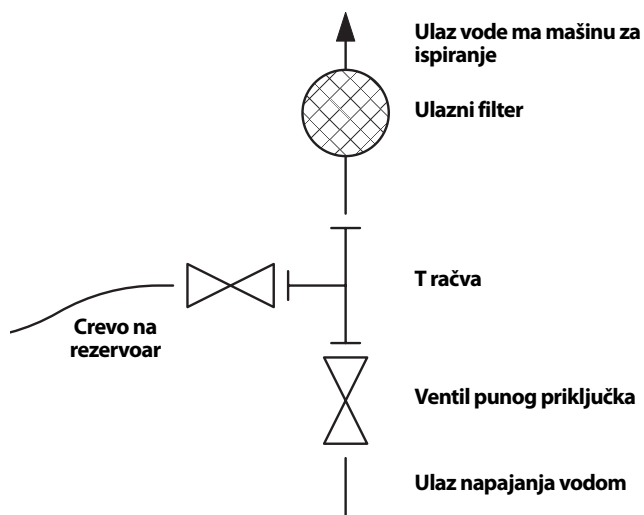 Ulaz vode ma mašinu za
ispiranje
Ulazni filter
T račva
Crevo na
rezervoar
Ventil punog priključka
Ulaz napajanja vodom